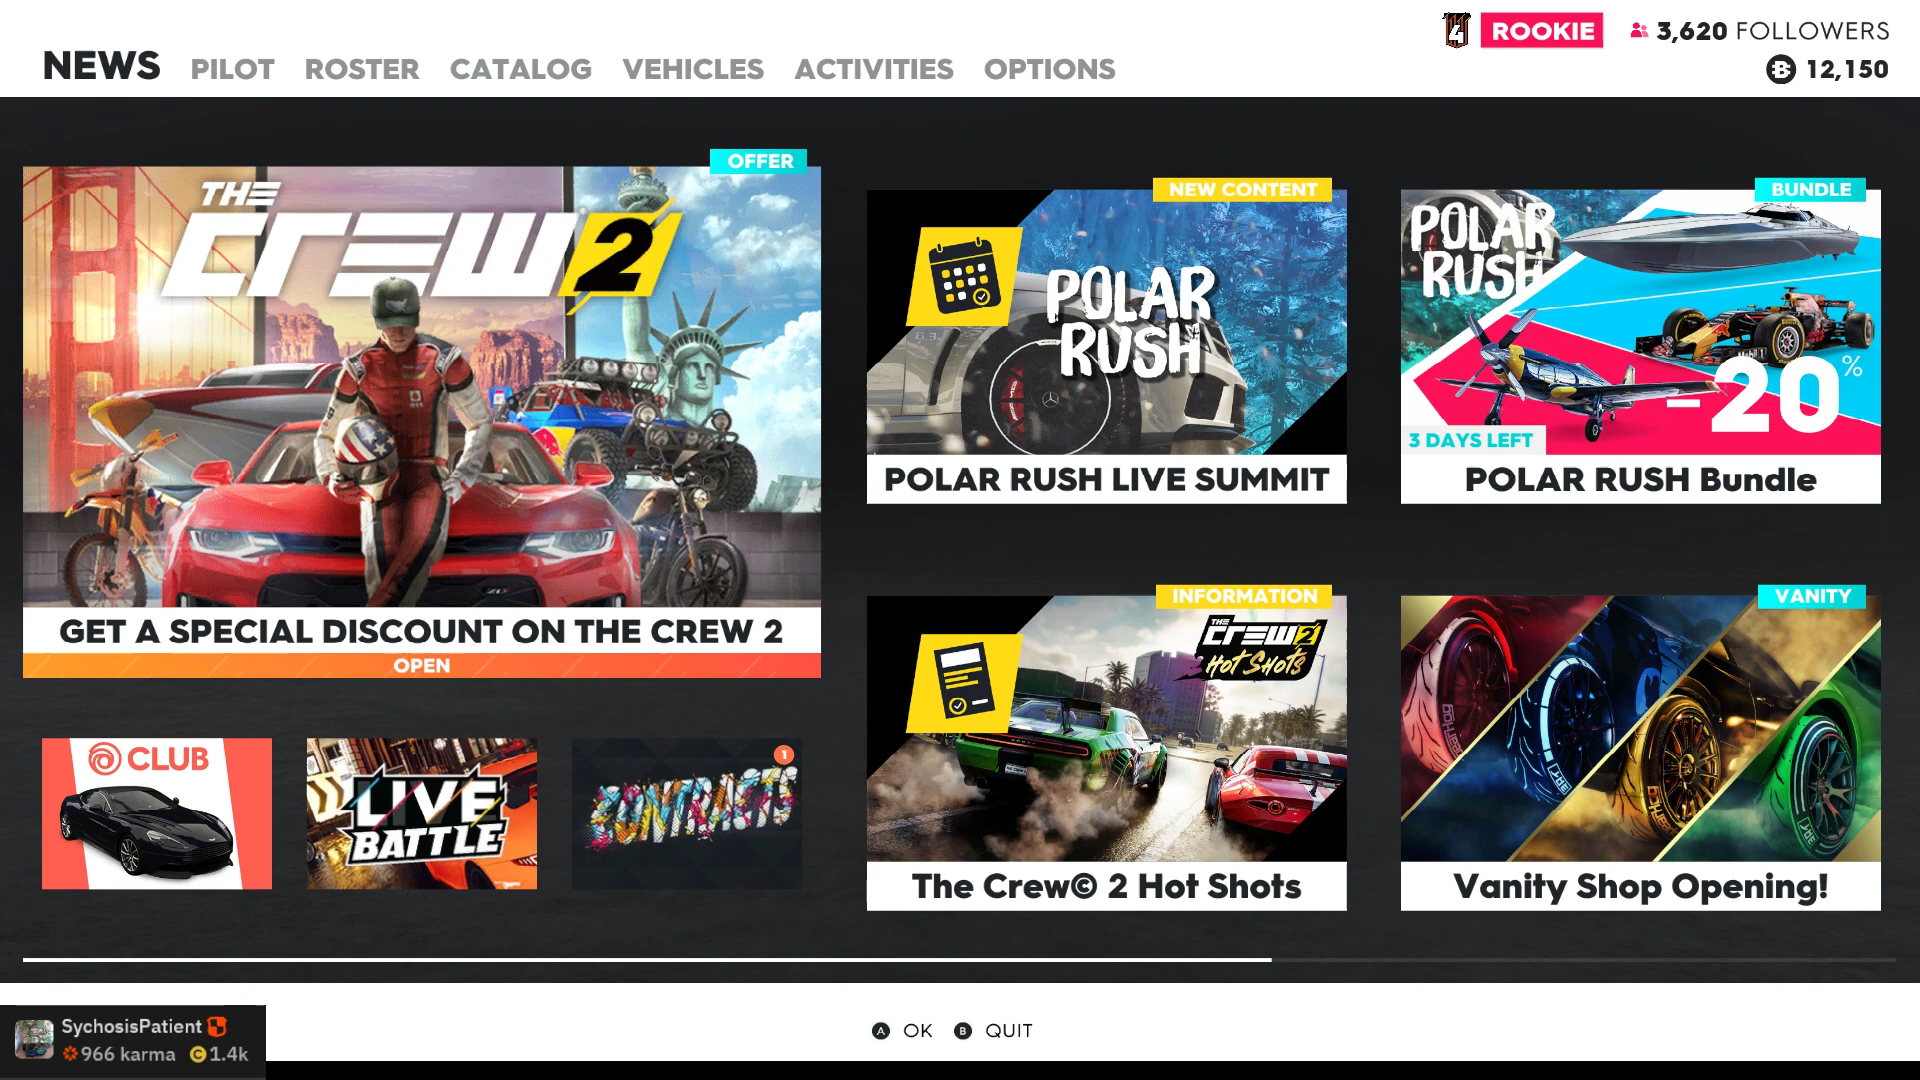 NEWS PILOT ROSTER CATALOG VEHICLES ACTIVITIES OPTIONS
4 ROOKIE 3,620 FOLLOWERS
12,150
OFFER
THE
CREW 2
GET A SPECIAL DISCOUNT ON THE CREW 2
OPEN
CLUB
LIVE
BATTLE
CONTRACTS
1
NEW CONTENT
POLAR
RUSH
POLAR RUSH LIVE SUMMIT
BUNDLE
POLAR
RUSH
-20%
3 DAYS LEFT
POLAR RUSH Bundle
INFORMATION
THE
CREW 2
HOT SHOTS
The Crew© 2 Hot Shots
VANITY
Vanity Shop Opening!
SychosisPatient
966 karma C 1.4k
A OK B QUIT